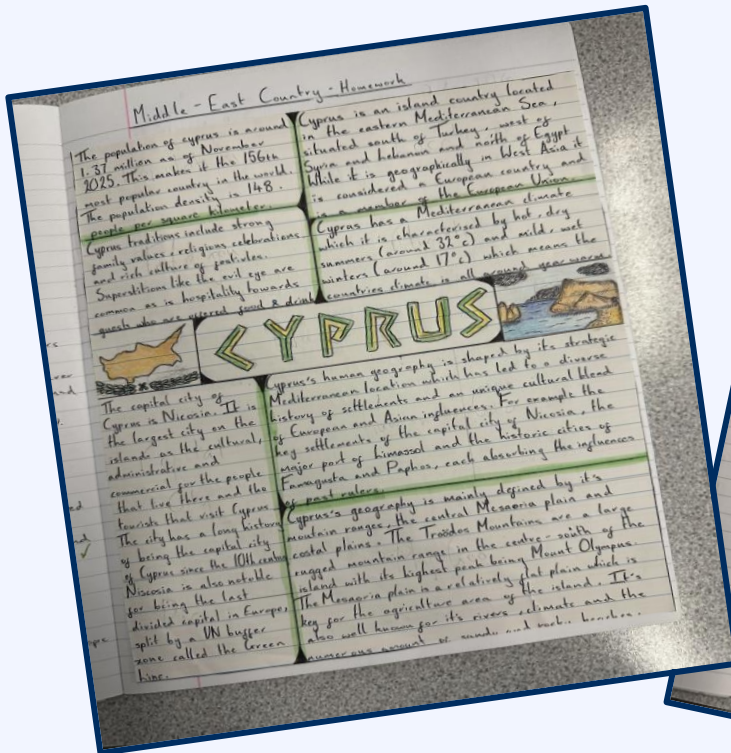 Middle-East Country-Homework
The population of cyprus is around
1.37 million as of November
2025. This makes it the 156th
most popular country in the world.
The population density is 148.
people per square kilometer.
Cyprus traditions include strong
family values, religious celebrations
and rich culture of festivles.
Superstitions like the evil eye are
common as is hospitality towards
guests who are offered food & drink
Cyprus is an island country located
in the eastern Mediterranean Sea,
situated south of Turkey, west of
Syria and Lebanon and north of Egypt
While it is geographically in West Asia it
is considered a European country and
is a member of the European Union.
Cyprus has a Mediterranean climate
which it is characterised by hot, dry
summers (around 32°c) and mild, wet
winters (around 17°c) which means the
countries climate is all around year warm
CYPRUS
The capital city of
Cyprus is Nicosia. It is
the largest city on the
islands as the cultural,
administrative and
commercial for the people
that live there and the
tourists that visit Cyprus
The city has a long history
of being the capital city
of Cyprus since the 10th century
Niscosia is also notable
for being the last
divided capital in Europe,
split by a UN buffer
zone called the Green
line.
Cyprus's human geography is shaped by its strategic
Mediterranean location which has led to a diverse
history of settlements and an unique cultural blend
of European and Asian influences. For example the
key settlements of the capital city of Nicosia, the
major port of Limassol and the historic cities of
Famagusta and Paphos, each absorbing the influences
of past rulers.
Cyprus's geography is mainly defined by it's
mountain ranges, the central Mesaoria plain and
costal plains. The Troodos Mountains are a large
rugged mountain range in the centre-south of the
island with its highest peak being Mount Olympus.
The Mesaoria plain is a relatively flat plain which is
key for the agriculture area of the island. It's
also well known for it's rivers, climate and the
numerous amount of sandy and rocky beaches.